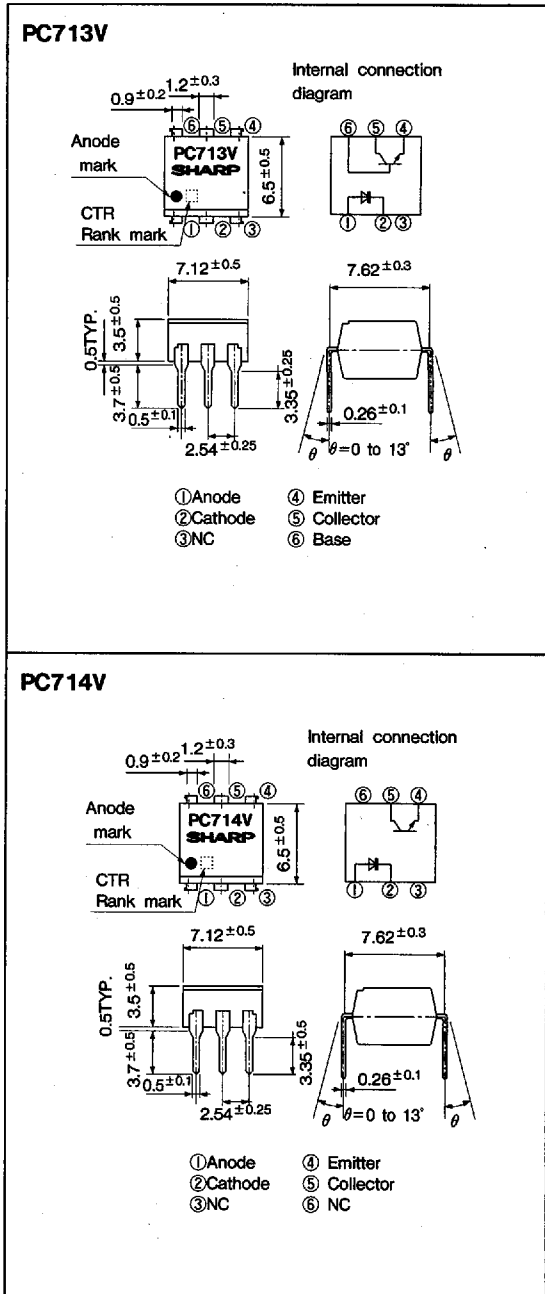 PC713V
Internal connection
diagram
1.2±0.3
0.9±0.2
⑥ ⑤ ④
Anode
mark
PC713V
SHARP
6.5±0.5
CTR
Rank mark
① ② ③
⑥ ⑤ ④
① ② ③
7.12±0.5
7.62±0.3
0.5TYP.
3.5±0.5
3.7±0.5
0.5±0.1
2.54±0.25
3.35±0.25
0.26±0.1
θ θ=0 to 13° θ
①Anode ④ Emitter
②Cathode ⑤ Collector
③NC ⑥ Base
PC714V
Internal connection
diagram
1.2±0.3
0.9±0.2
⑥ ⑤ ④
Anode
mark
PC714V
SHARP
6.5±0.5
CTR
Rank mark
① ② ③
⑥ ⑤ ④
① ② ③
7.12±0.5
7.62±0.3
0.5TYP.
3.5±0.5
3.7±0.5
0.5±0.1
2.54±0.25
3.35±0.5
0.26±0.1
θ θ=0 to 13° θ
①Anode ④ Emitter
②Cathode ⑤ Collector
③NC ⑥ NC